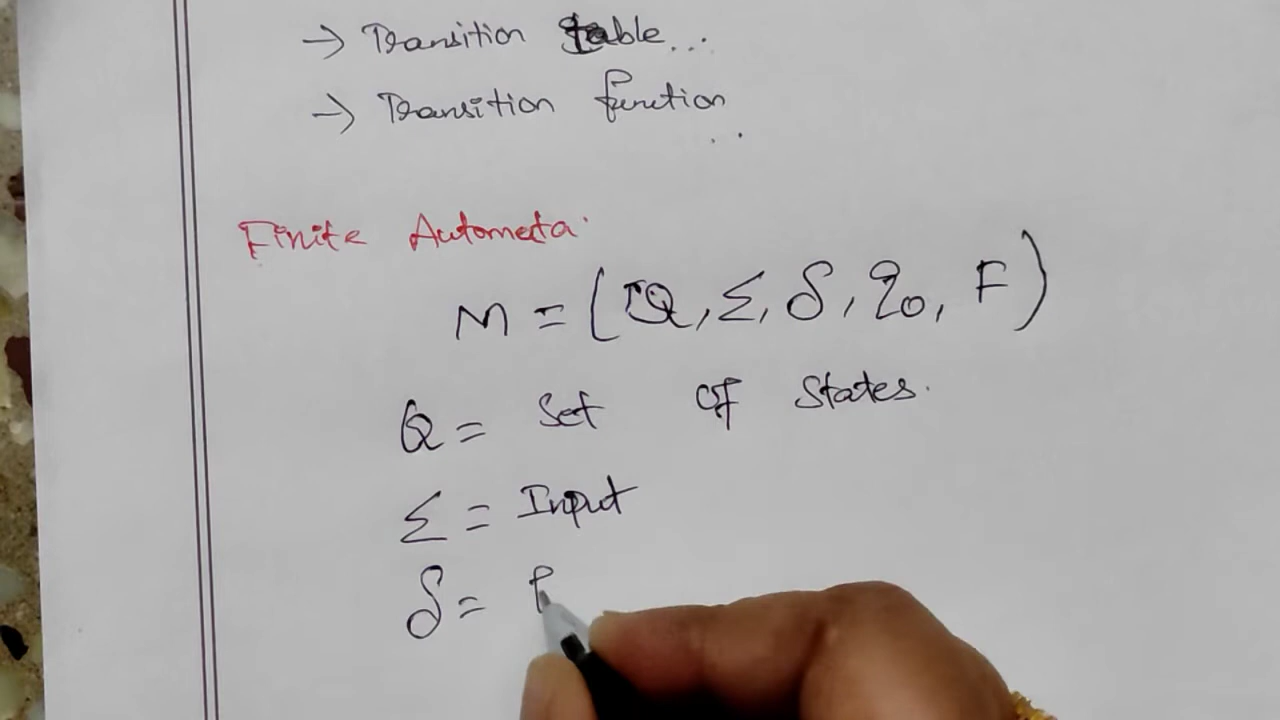 → Transition table...
→ Transition function
..
Finite Automata.
M = (Q, Σ, δ, q₀, F)
Q = Set of States.
Σ = Input
δ = f